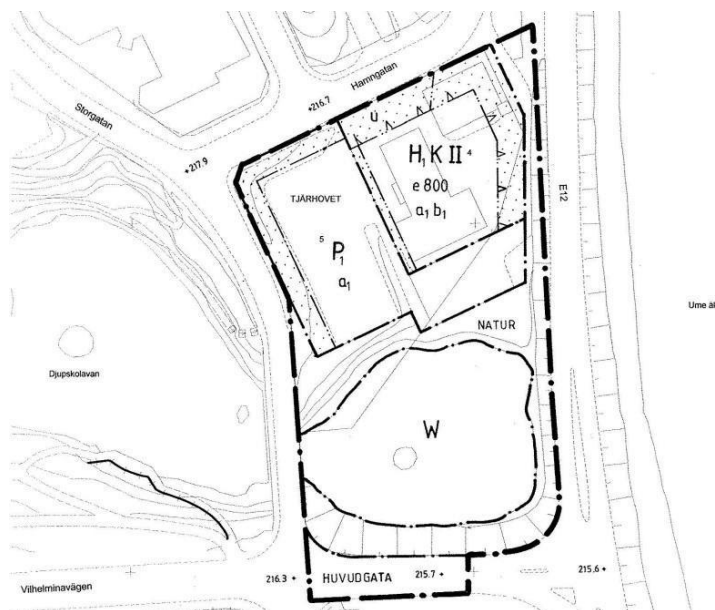 Hamngatan
+216.7
Storgatan
+217.9
u
H₁ K II 4
e 800
a₁ b₁
E12
TJÄRHOVET
5
P₁
a₁
NATUR
Ume äl
Djupskolavan
W
216.3 +
HUVUDGATA
215.7 +
215.6 +
Vilhelminavägen